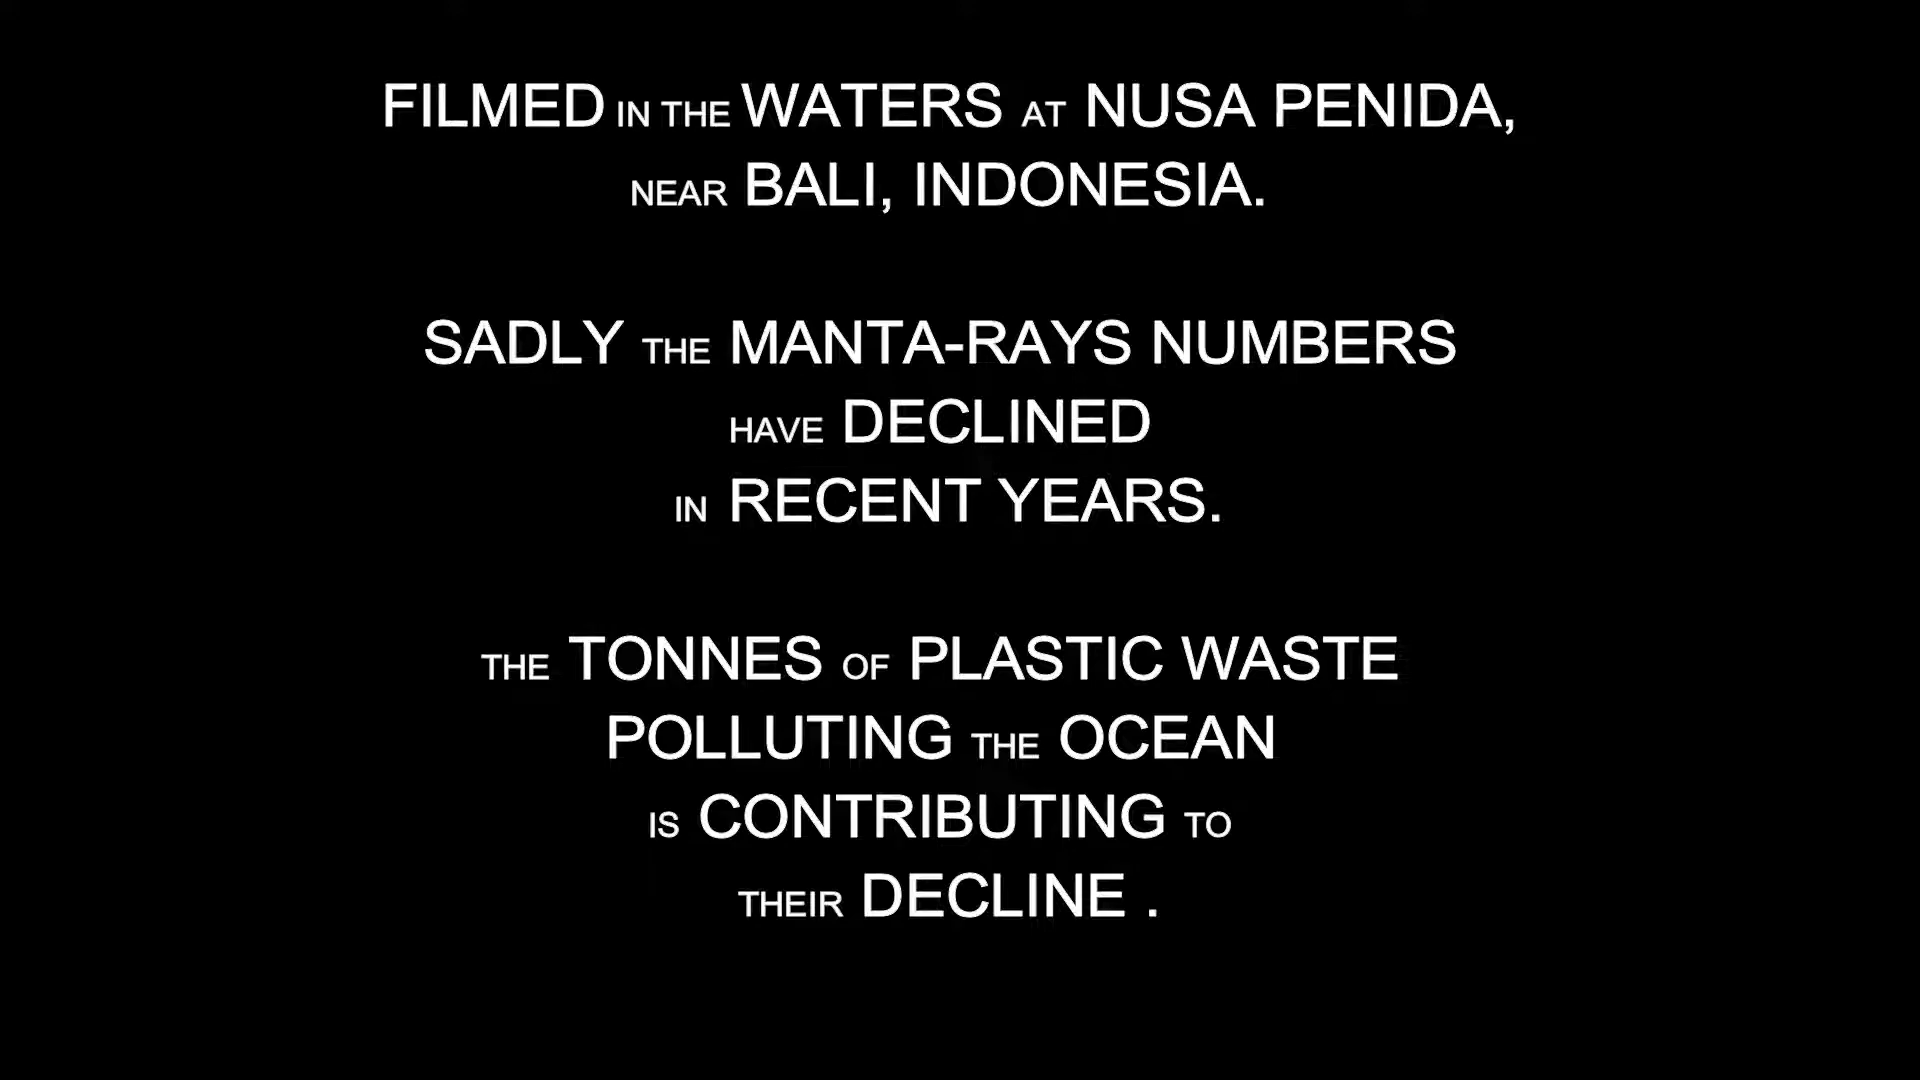 FILMED IN THE WATERS AT NUSA PENIDA,
NEAR BALI, INDONESIA.
SADLY THE MANTA-RAYS NUMBERS
HAVE DECLINED
IN RECENT YEARS.
THE TONNES OF PLASTIC WASTE
POLLUTING THE OCEAN
IS CONTRIBUTING TO
THEIR DECLINE .